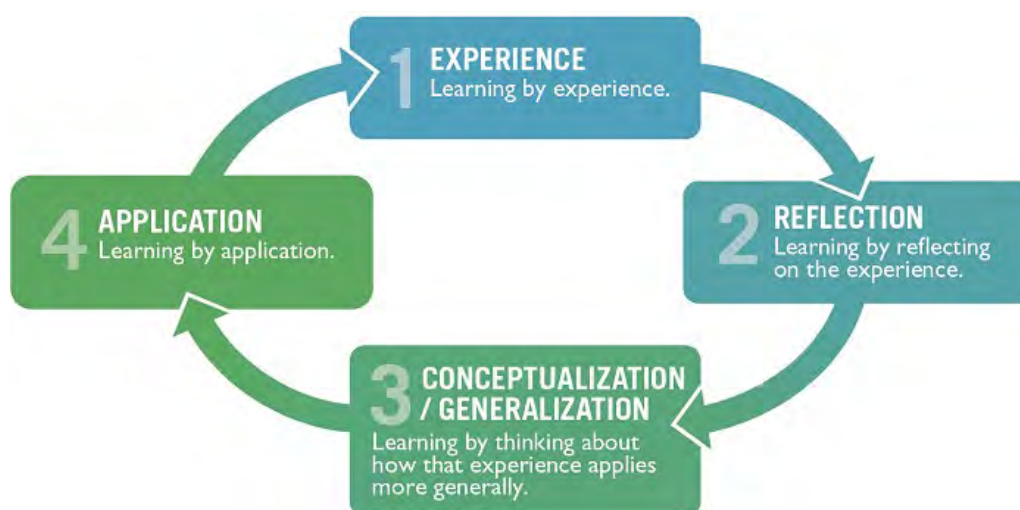 1 EXPERIENCE
Learning by experience.
2 REFLECTION
Learning by reflecting
on the experience.
3 CONCEPTUALIZATION
/ GENERALIZATION
Learning by thinking about
how that experience applies
more generally.
4 APPLICATION
Learning by application.